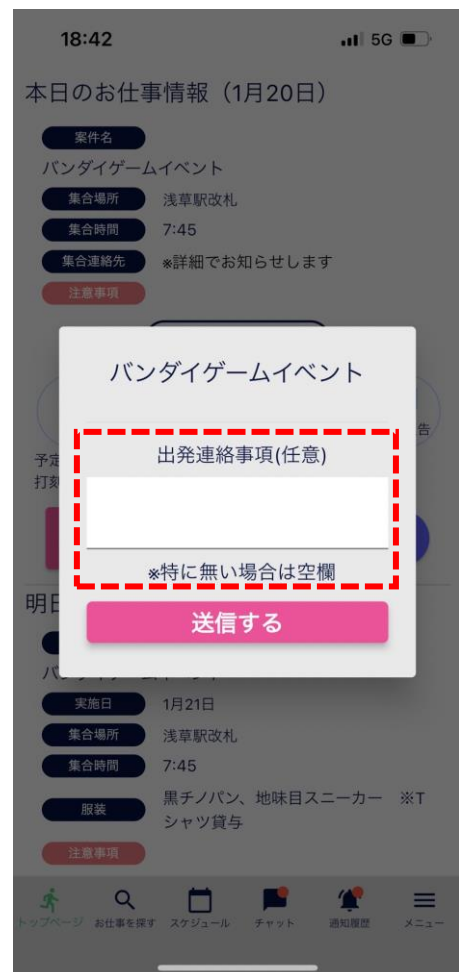 18:42
5G
本日のお仕事情報（1月20日）
案件名
バンダイゲームイベント
集合場所 浅草駅改札
集合時間 7:45
集合連絡先 ※詳細でお知らせします
注意事項
バンダイゲームイベント
告
予定
打刻
出発連絡事項(任意)
※特に無い場合は空欄
送信する
明日
実施日 1月21日
集合場所 浅草駅改札
集合時間 7:45
服装 黒チノパン、地味目スニーカー ※T
シャツ貸与
注意事項
トップページ お仕事を探す スケジュール チャット 通知履歴 メニュー